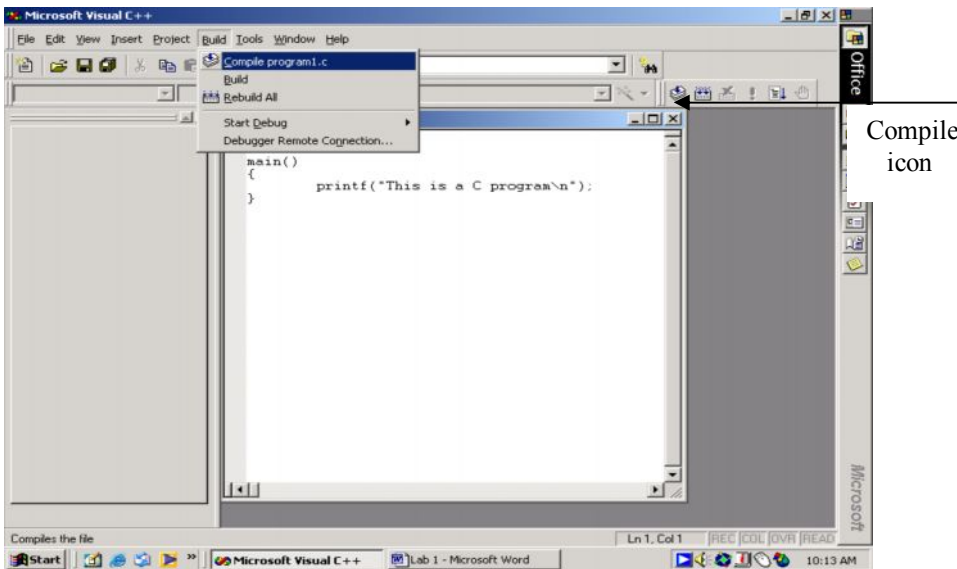 Microsoft Visual C++
File Edit View Insert Project Build Tools Window Help
Compile program1.c
Build
Rebuild All
Start Debug
Debugger Remote Connection...
main()
{
printf("This is a C program\n");
}
Office
Compile
icon
Microsoft
Compiles the file
Ln 1, Col 1 REC COL OVR READ
Start » Microsoft Visual C++ Lab 1 - Microsoft Word 10:13 AM